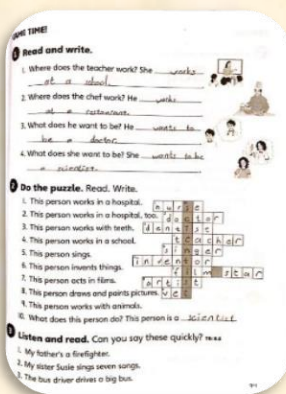 GAME TIME!
1 Read and write.
1. Where does the teacher work? She works
at a school.
2. Where does the chef work? He works
at a restaurant.
3. What does he want to be? He wants to
be a doctor.
4. What does she want to be? She wants to be
a scientist.
2 Do the puzzle. Read. Write.
1. This person works in a hospital. nurse
2. This person works in a hospital, too. doctor
3. This person works with teeth. dentist
4. This person works in a school. teacher
5. This person sings. singer
6. This person invents things. inventor
7. This person acts in films. film star
8. This person draws and paints pictures. artist
9. This person works with animals. vet
10. What does this person do? This person is a scientist
3 Listen and read. Can you say these quickly?
1. My father's a firefighter.
2. My sister Susie sings seven songs.
3. The bus driver drives a big bus.